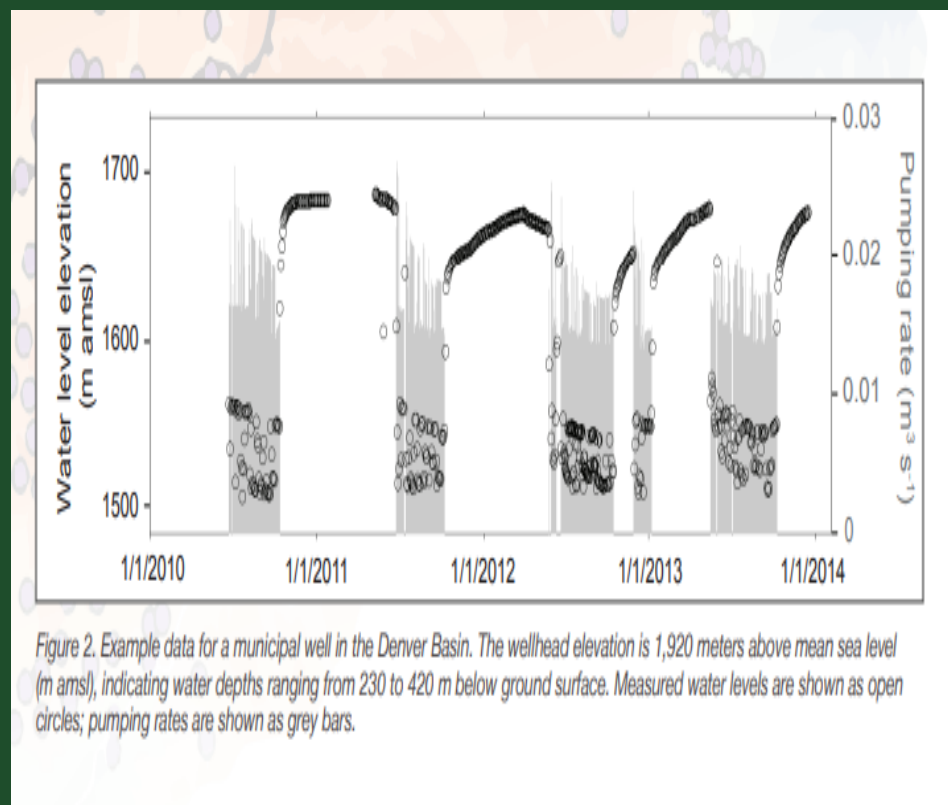 0.03
1700
0.02
1600
0.01
1500
0
Water level elevation
(m amsl)
Pumping rate (m³ s⁻¹)
1/1/2010 1/1/2011 1/1/2012 1/1/2013 1/1/2014
Figure 2. Example data for a municipal well in the Denver Basin. The wellhead elevation is 1,920 meters above mean sea level
(m amsl), indicating water depths ranging from 230 to 420 m below ground surface. Measured water levels are shown as open
circles; pumping rates are shown as grey bars.